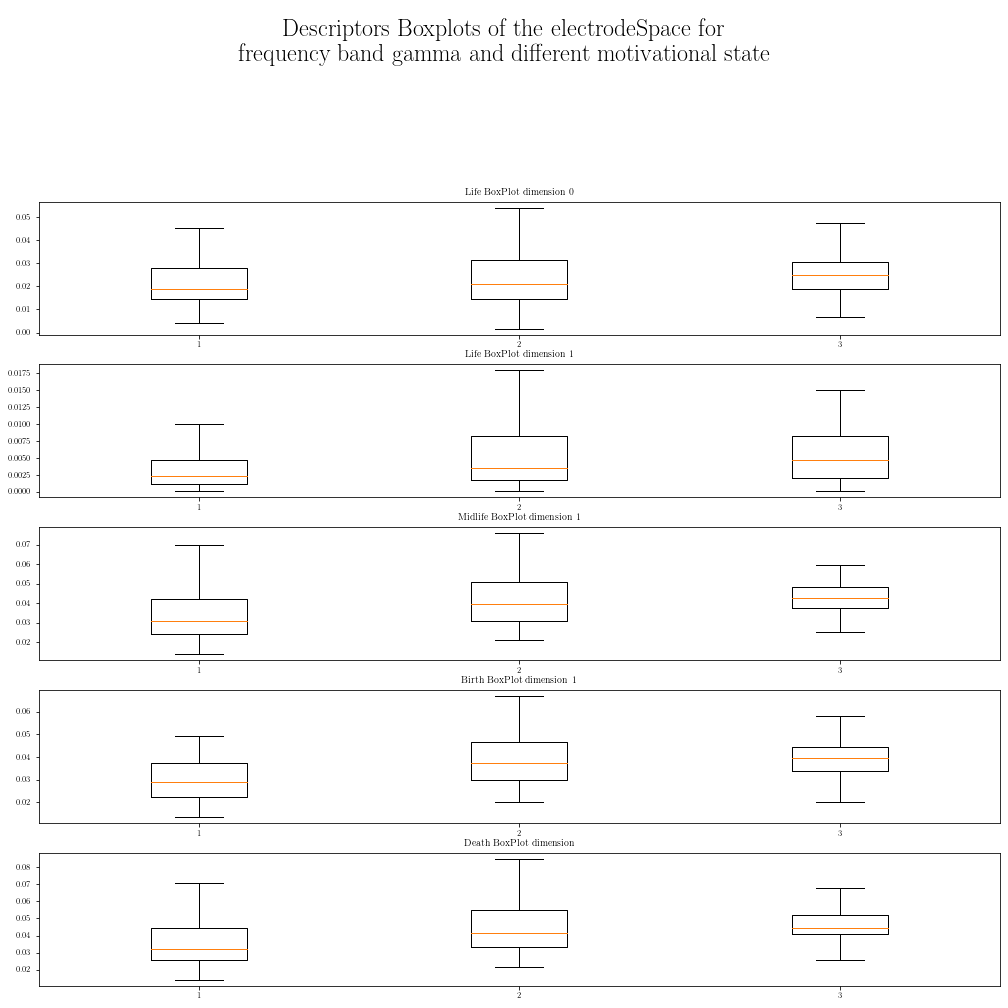 Descriptors Boxplots of the electrodeSpace for
frequency band gamma and different motivational state
Life BoxPlot dimension 0
0.05
0.04
0.03
0.02
0.01
0.00
1 2 3
Life BoxPlot dimension 1
0.0175
0.0150
0.0125
0.0100
0.0075
0.0050
0.0025
0.0000
1 2 3
Midlife BoxPlot dimension 1
0.07
0.06
0.05
0.04
0.03
0.02
1 2 3
Birth BoxPlot dimension 1
0.06
0.05
0.04
0.03
0.02
1 2 3
Death BoxPlot dimension
0.08
0.07
0.06
0.05
0.04
0.03
0.02
1 2 3